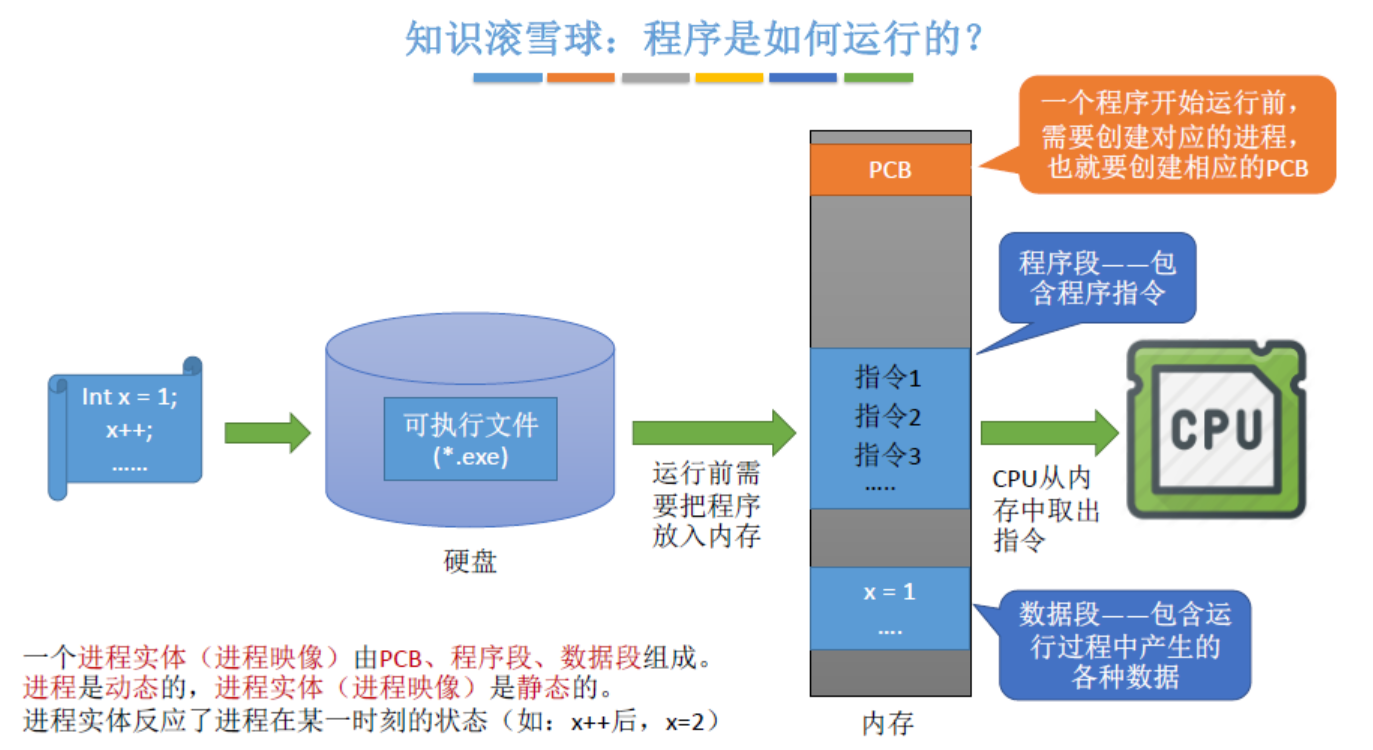 知识滚雪球：程序是如何运行的？
一个程序开始运行前，
需要创建对应的进程，
也就要创建相应的PCB
PCB
程序段——包
含程序指令
Int x = 1;
x++;
……
可执行文件
(*.exe)
硬盘
运行前需
要把程序
放入内存
指令1
指令2
指令3
…..
CPU从内
存中取出
指令
CPU
x = 1
….
数据段——包含运
行过程中产生的
各种数据
内存
一个进程实体（进程映像）由PCB、程序段、数据段组成。
进程是动态的，进程实体（进程映像）是静态的。
进程实体反应了进程在某一时刻的状态（如：x++后，x=2）